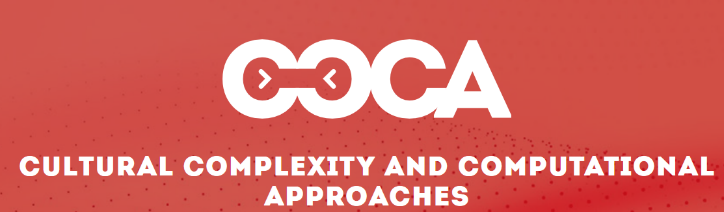 COCA
CULTURAL COMPLEXITY AND COMPUTATIONAL
APPROACHES